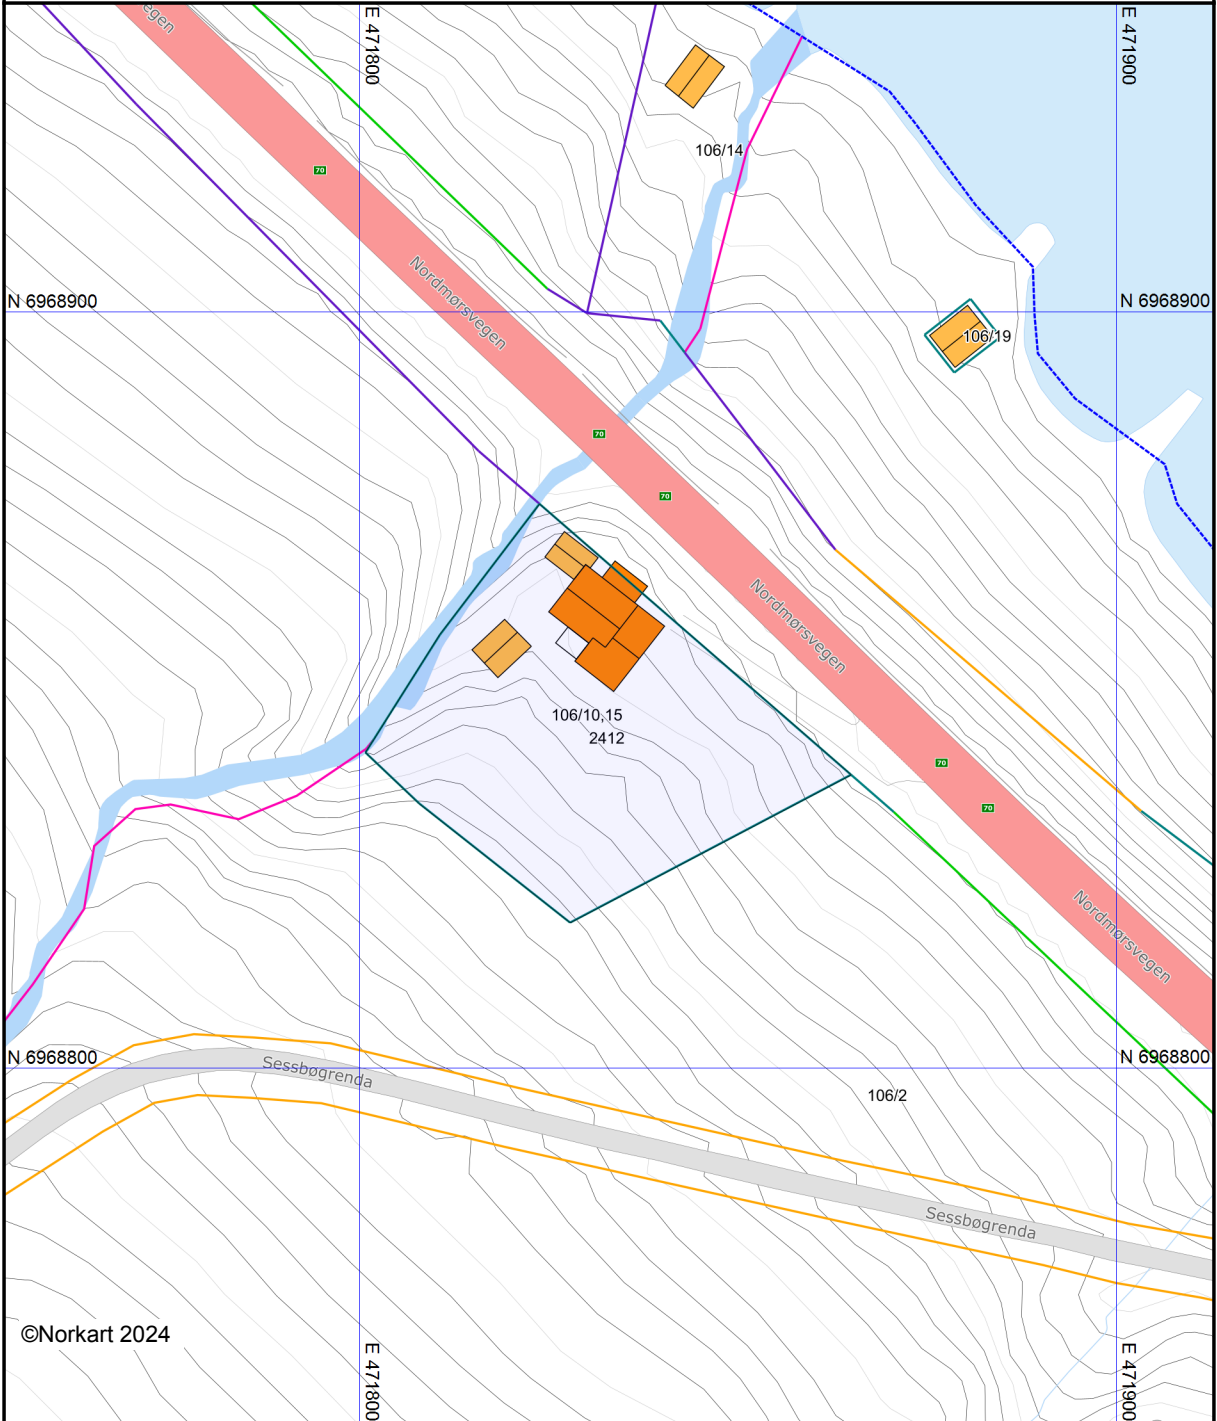 egen
E 471800
E 471900
106/14
70
Nordmørsvegen
N 6968900
N 6968900
106/19
70
70
Nordmørsvegen
106/10,15
2412
70
70
Nordmørsvegen
N 6968800
N 6968800
Sessbøgrenda
106/2
Sessbøgrenda
©Norkart 2024
E 471800
E 471900